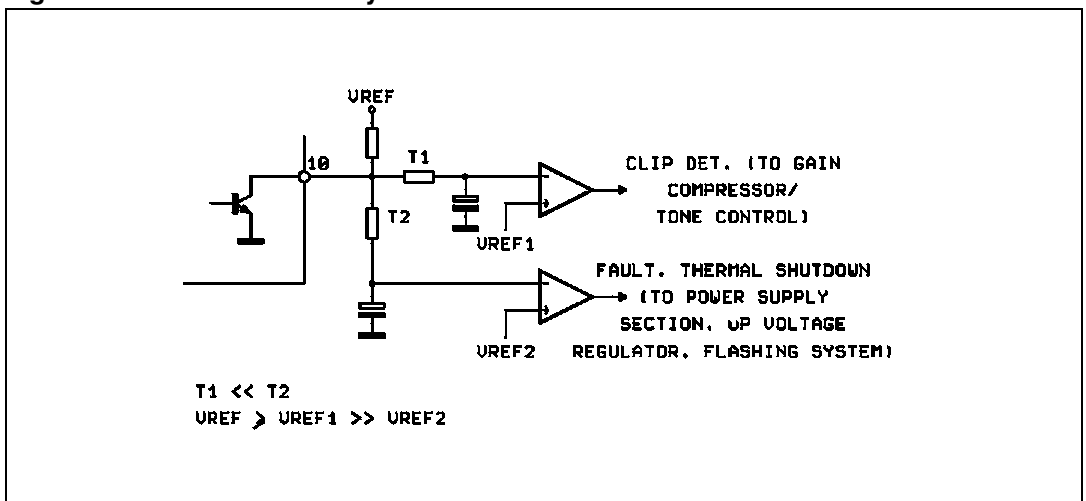 VREF
10
T1
CLIP DET. (TO GAIN
COMPRESSOR/
TONE CONTROL)
T2
VREF1
FAULT. THERMAL SHUTDOWN
(TO POWER SUPPLY
SECTION. uP VOLTAGE
REGULATOR. FLASHING SYSTEM)
VREF2
T1 << T2
VREF > VREF1 >> VREF2